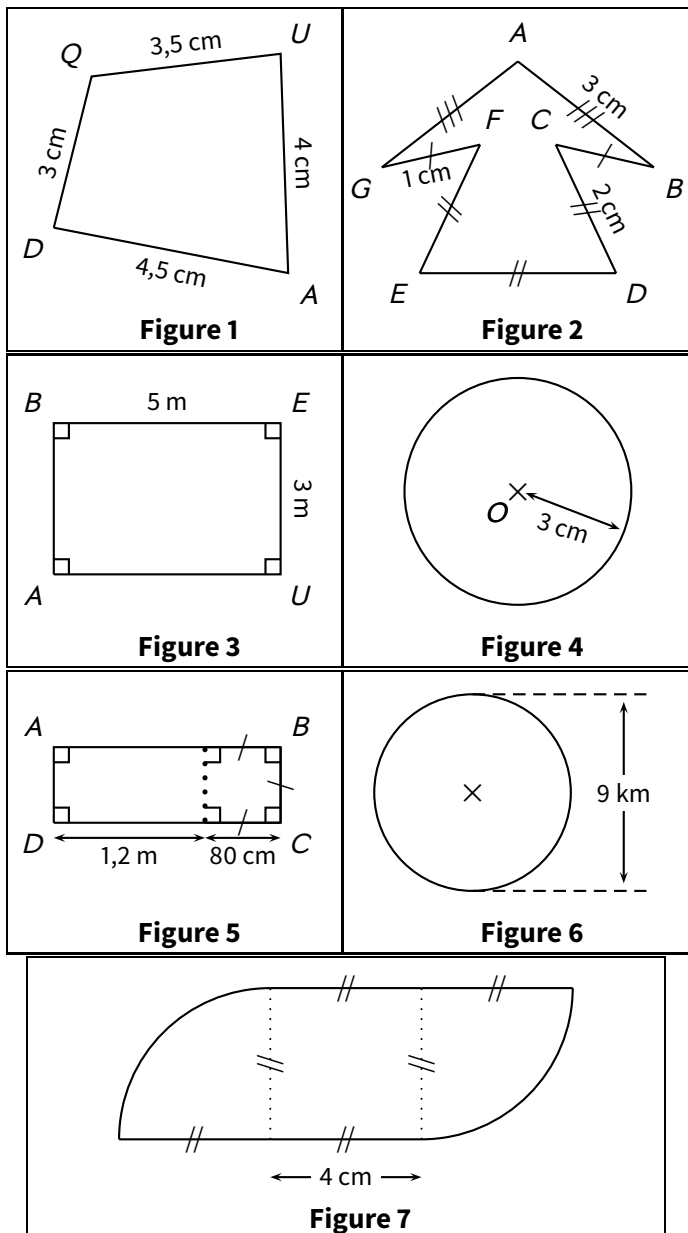 Q
3,5 cm
U
3 cm
4 cm
D
4,5 cm
A
Figure 1
A
3 cm
F
C
G
1 cm
B
2 cm
E
D
Figure 2
B
5 m
E
3 m
A
U
Figure 3
O
3 cm
Figure 4
A
B
D
1,2 m
80 cm
C
Figure 5
9 km
Figure 6
4 cm
Figure 7